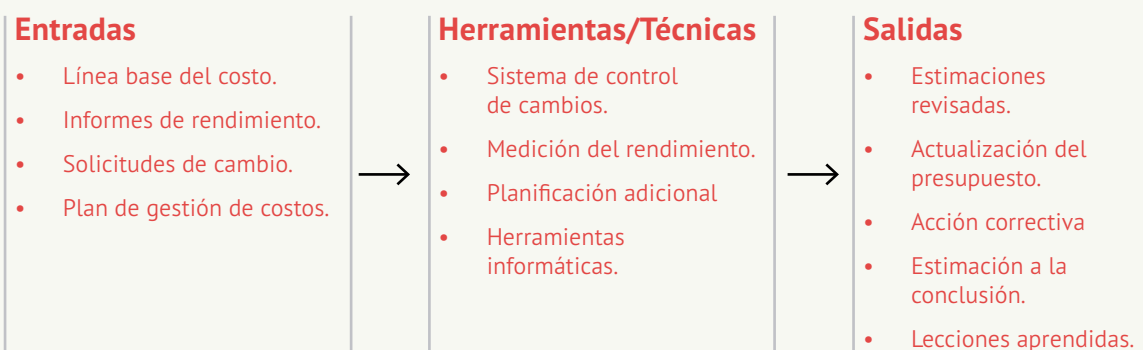 Entradas
• Línea base del costo.
• Informes de rendimiento.
• Solicitudes de cambio.
• Plan de gestión de costos.
Herramientas/Técnicas
• Sistema de control
de cambios.
• Medición del rendimiento.
• Planificación adicional
• Herramientas
informáticas.
Salidas
• Estimaciones
revisadas.
• Actualización del
presupuesto.
• Acción correctiva
• Estimación a la
conclusión.
• Lecciones aprendidas.